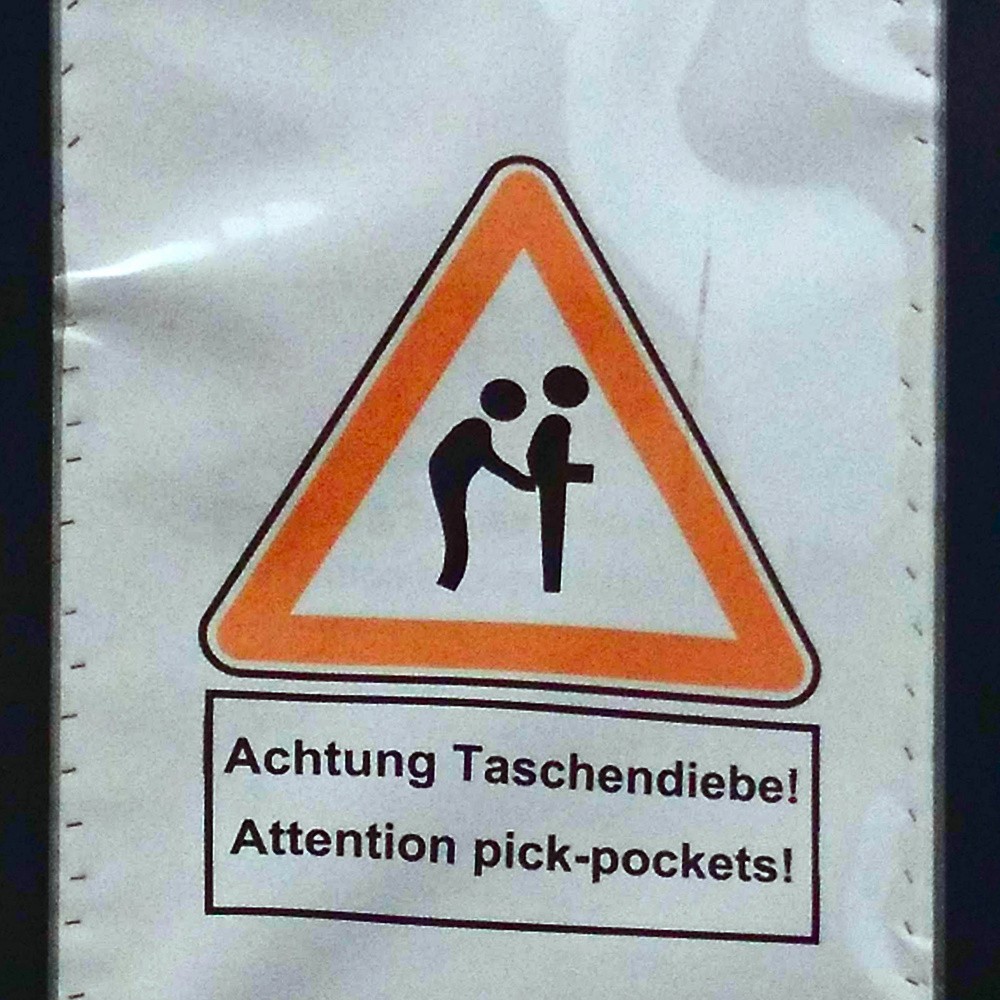 Achtung Taschendiebe!
Attention pick-pockets!